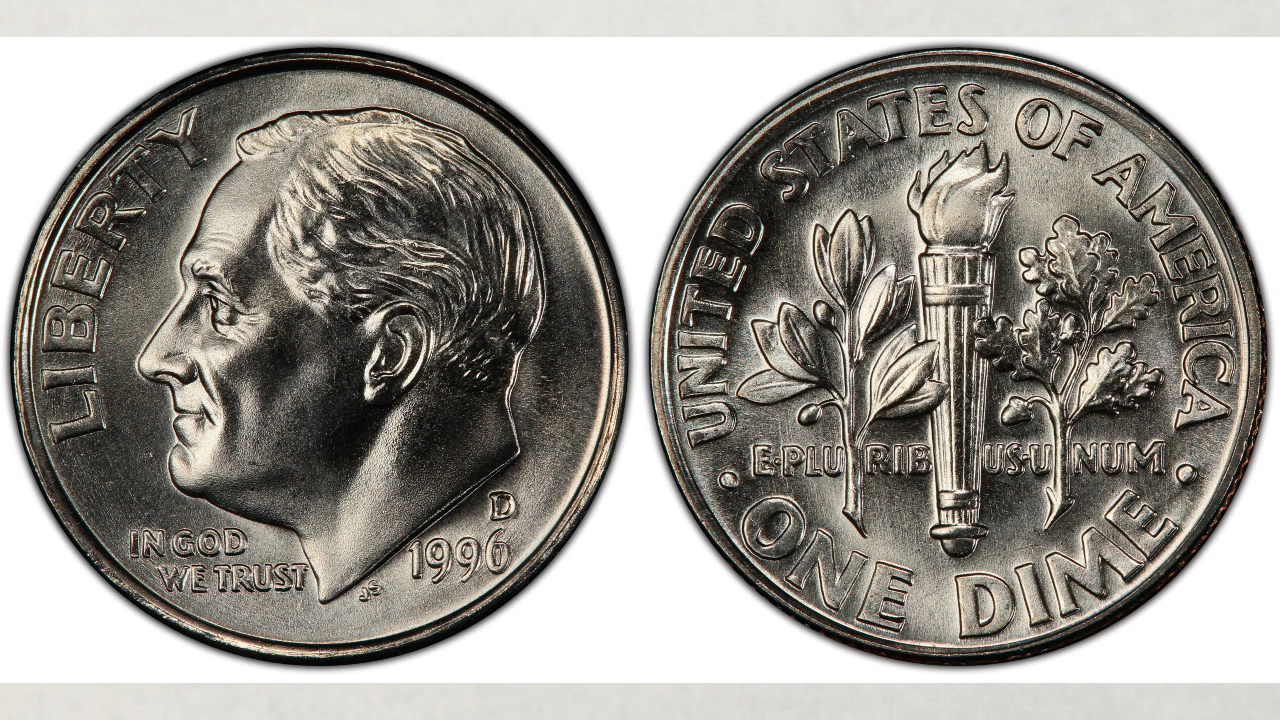 LIBERTY
IN GOD
WE TRUST
JS
D
1996
UNITED STATES OF AMERICA
E·PLURIBUS·UNUM
· ONE DIME ·